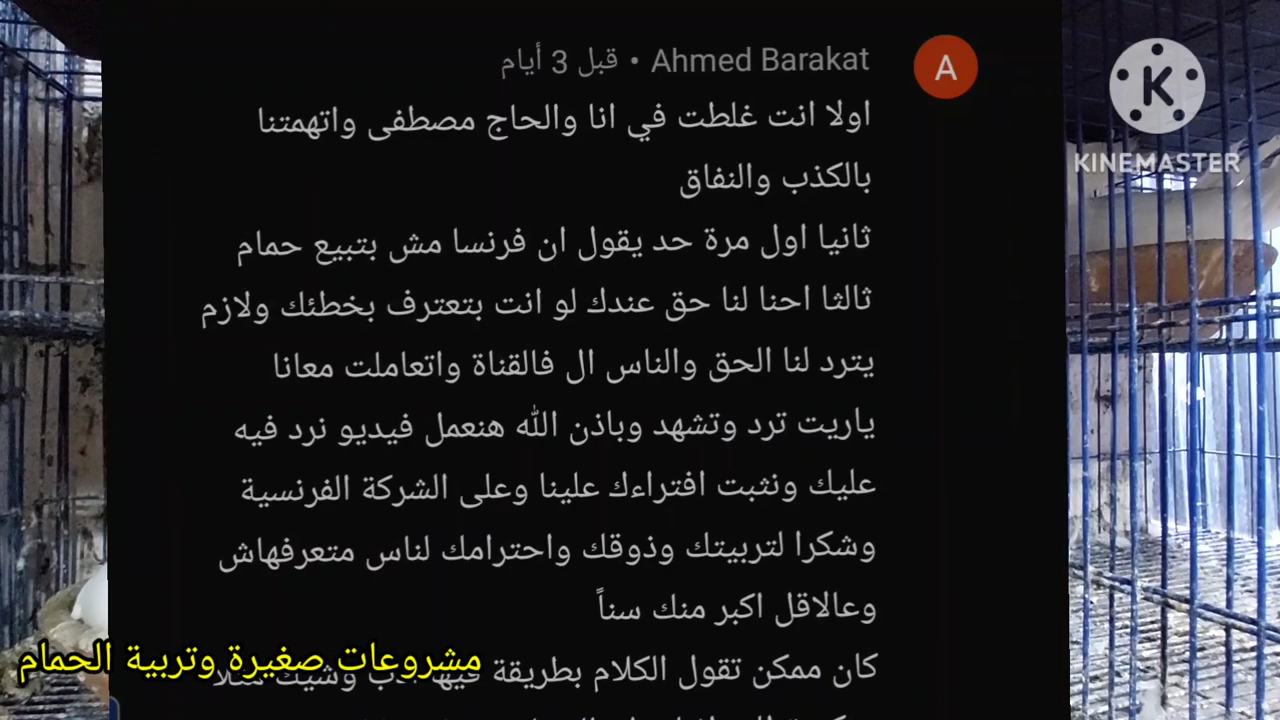 Ahmed Barakat • قبل 3 أيام
A
اولا انت غلطت في انا والحاج مصطفى واتهمتنا
بالكذب والنفاق
ثانيا اول مرة حد يقول ان فرنسا مش بتبيع حمام
ثالثا احنا لنا حق عندك لو انت بتعترف بخطئك ولازم
يترد لنا الحق والناس ال فالقناة واتعاملت معانا
ياريت ترد وتشهد وباذن الله هنعمل فيديو نرد فيه
عليك ونثبت افتراءك علينا وعلى الشركة الفرنسية
وشكرا لتربيتك وذوقك واحترامك لناس متعرفهاش
وعالاقل اكبر منك سناً
كان ممكن تقول الكلام بطريقة
مشروعات صغيرة وتربية الحمام
K
KINEMASTER